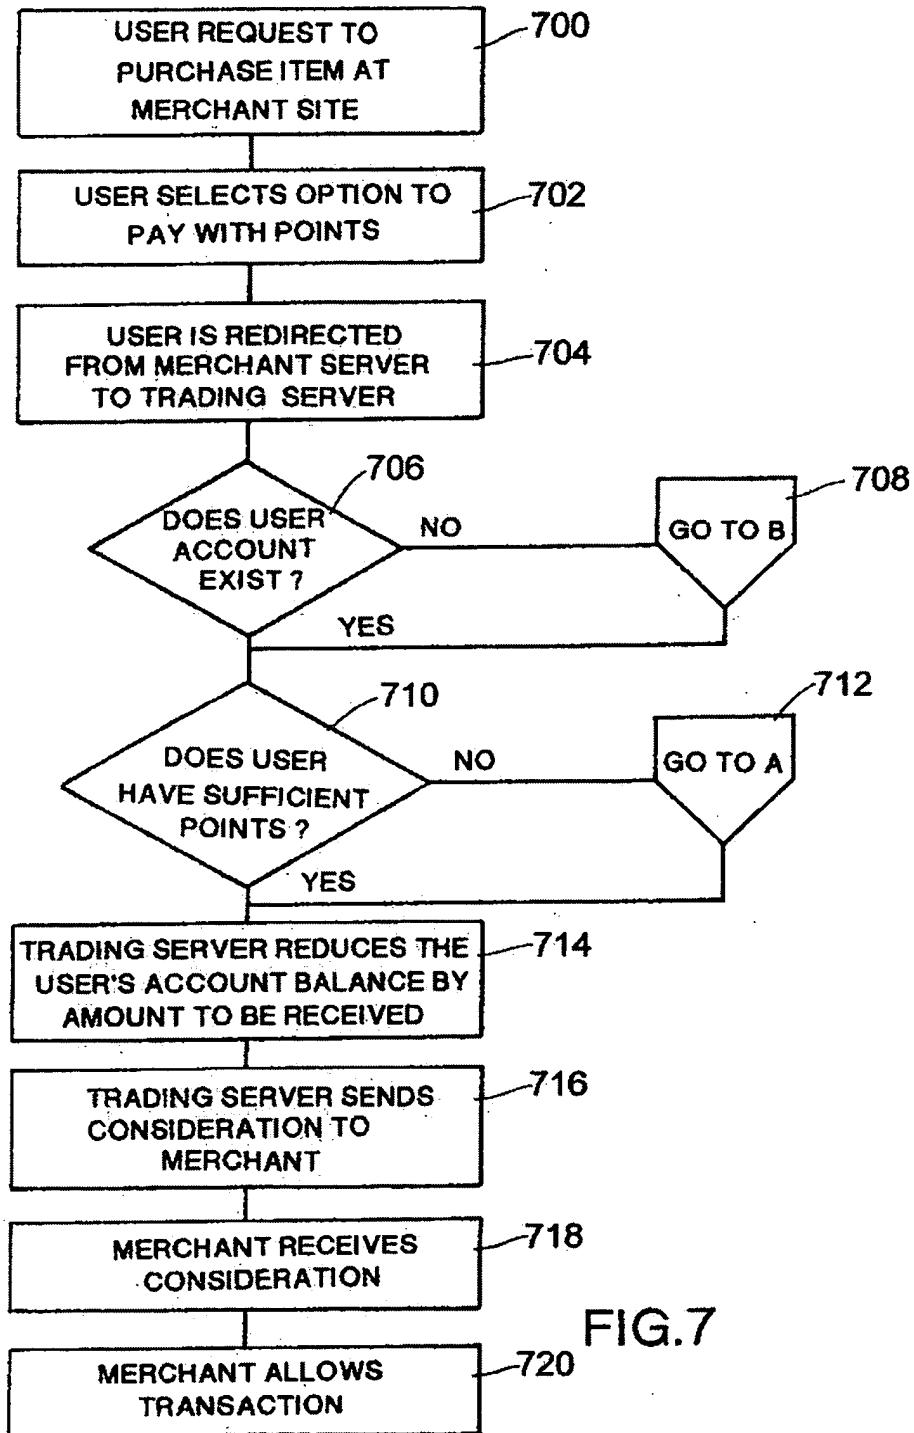 USER REQUEST TO
PURCHASE ITEM AT
MERCHANT SITE
700
USER SELECTS OPTION TO
PAY WITH POINTS
702
USER IS REDIRECTED
FROM MERCHANT SERVER
TO TRADING SERVER
704
706
DOES USER
ACCOUNT
EXIST ?
NO
708
GO TO B
YES
710
DOES USER
HAVE SUFFICIENT
POINTS ?
NO
712
GO TO A
YES
TRADING SERVER REDUCES THE
USER'S ACCOUNT BALANCE BY
AMOUNT TO BE RECEIVED
714
TRADING SERVER SENDS
CONSIDERATION TO
MERCHANT
716
MERCHANT RECEIVES
CONSIDERATION
718
FIG.7
MERCHANT ALLOWS
TRANSACTION
720